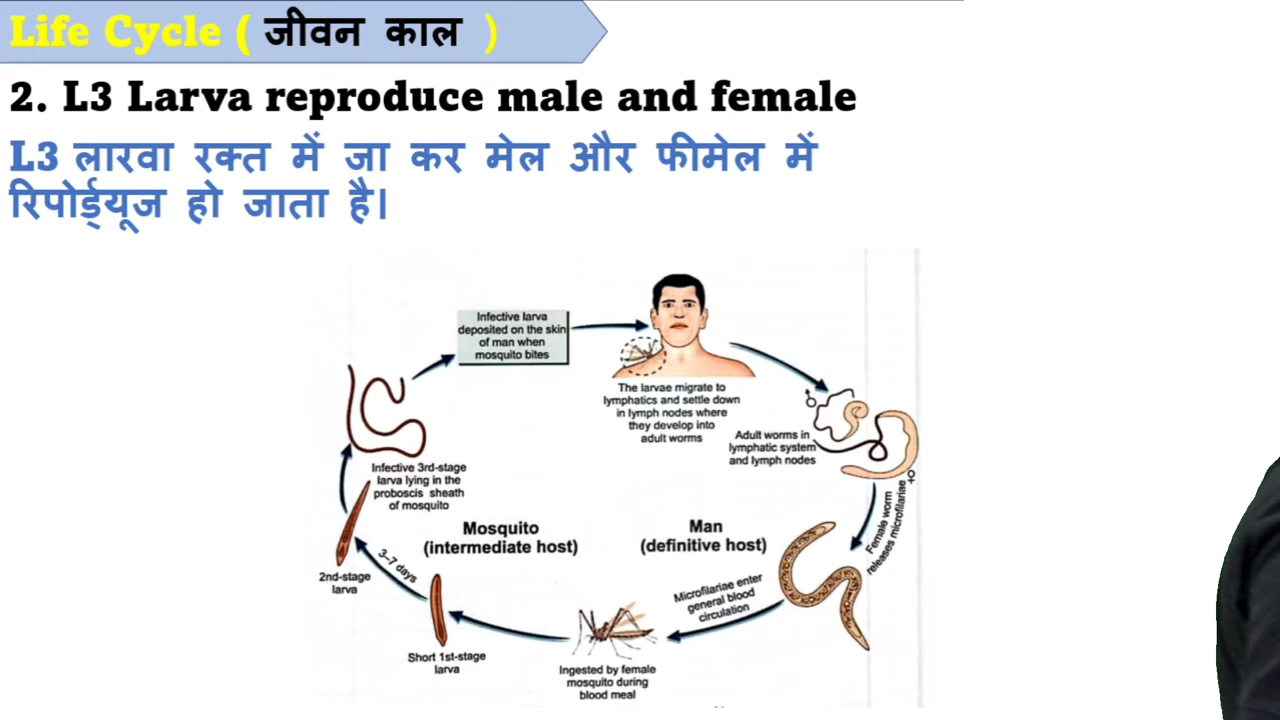 Life Cycle ( जीवन काल )
2. L3 Larva reproduce male and female
L3 लारवा रक्त में जा कर मेल और फीमेल में
रिपोर्ड्यूज हो जाता है।
Infective larva
deposited on the skin
of man when
mosquito bites
The larvae migrate to
lymphatics and settle down
in lymph nodes where
they develop into
adult worms
♂
Adult worms in
lymphatic system
and lymph nodes
♀
Female worm
releases microfilariae
Infective 3rd-stage
larva lying in the
proboscis sheath
of mosquito
Mosquito
(intermediate host)
Man
(definitive host)
3–7 days
2nd-stage
larva
Microfilariae enter
general blood
circulation
Short 1st-stage
larva
Ingested by female
mosquito during
blood meal